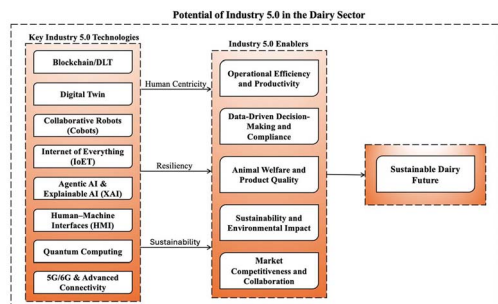 Potential of Industry 5.0 in the Dairy Sector
Key Industry 5.0 Technologies
Blockchain/DLT
Digital Twin
Collaborative Robots
(Cobots)
Internet of Everything
(IoET)
Agentic AI &
Explainable AI (XAI)
Human–Machine
Interfaces (HMI)
Quantum Computing
5G/6G & Advanced
Connectivity
Human Centricity
Resiliency
Sustainability
Industry 5.0 Enablers
Operational Efficiency
and Productivity
Data-Driven Decision-
Making and
Compliance
Animal Welfare and
Product Quality
Sustainability and
Environmental Impact
Market
Competitiveness and
Collaboration
Sustainable Dairy
Future